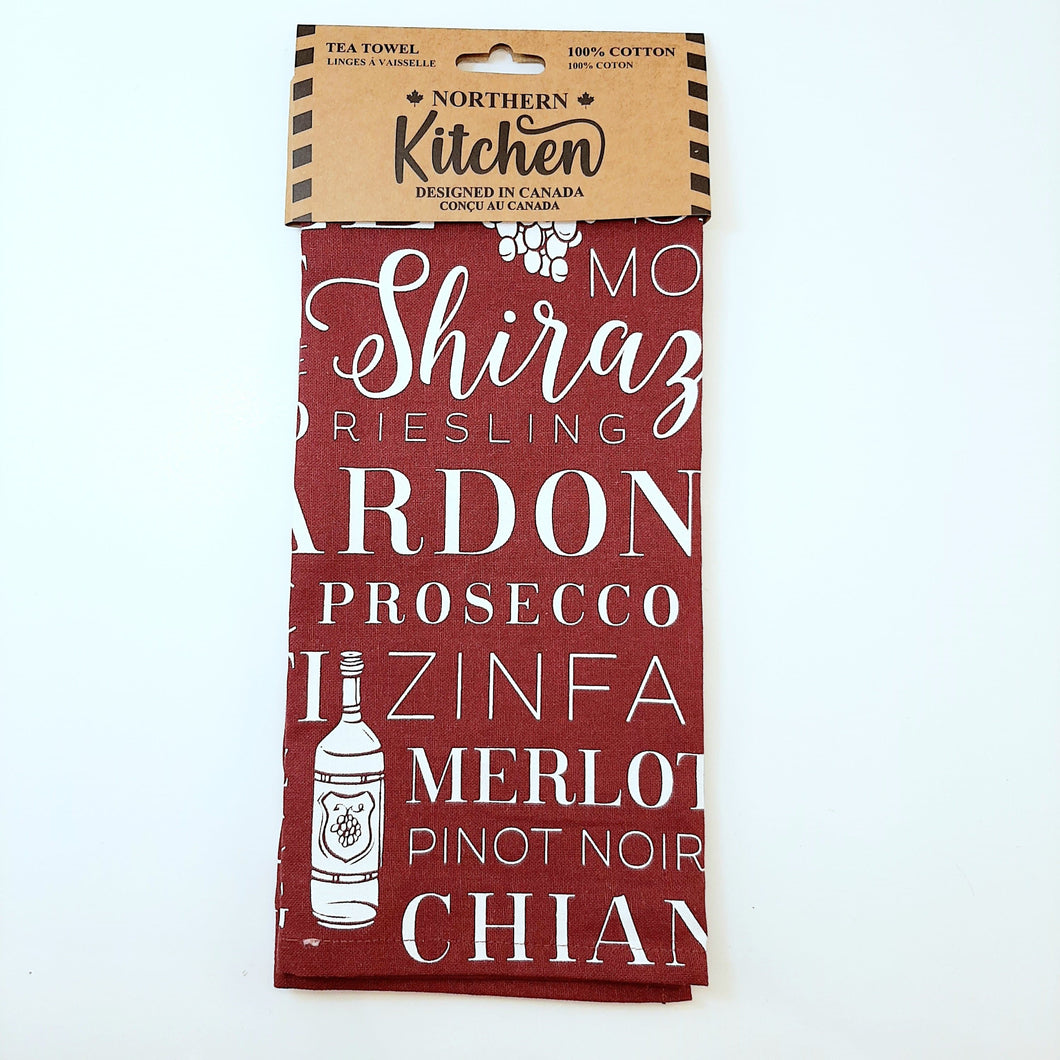 TEA TOWEL
LINGES Á VAISSELLE
100% COTTON
100% COTON
NORTHERN
Kitchen
DESIGNED IN CANADA
CONÇU AU CANADA
MO
Shiraz
RIESLING
ARDON
PROSECCO
TI ZINFA
MERLOT
PINOT NOIR
CHIAN